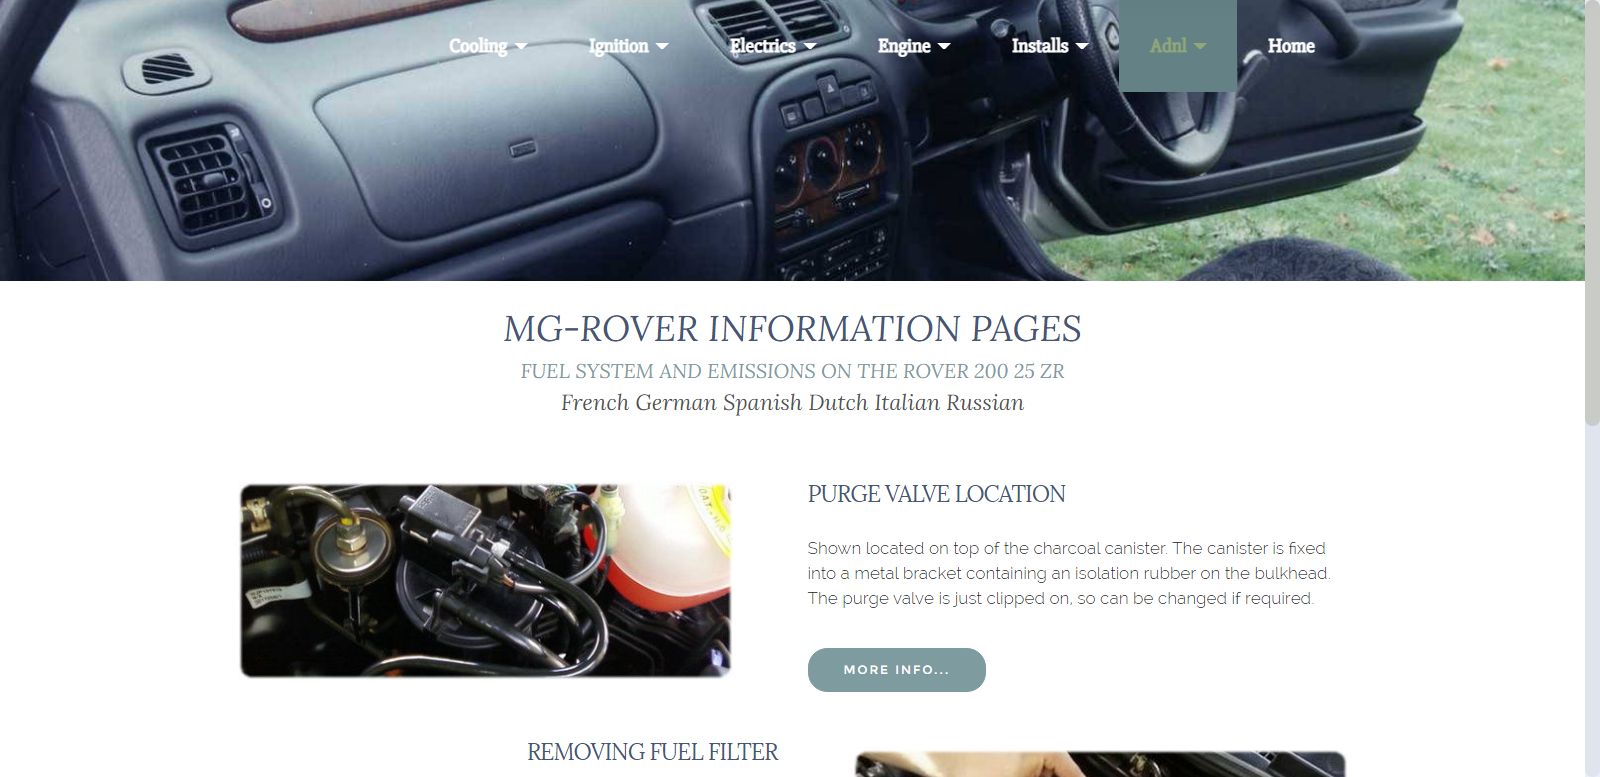 Cooling Ignition Electrics Engine Installs Adnl Home
MG-ROVER INFORMATION PAGES
FUEL SYSTEM AND EMISSIONS ON THE ROVER 200 25 ZR
French German Spanish Dutch Italian Russian
PURGE VALVE LOCATION
Shown located on top of the charcoal canister. The canister is fixed
into a metal bracket containing an isolation rubber on the bulkhead.
The purge valve is just clipped on, so can be changed if required.
MORE INFO...
REMOVING FUEL FILTER